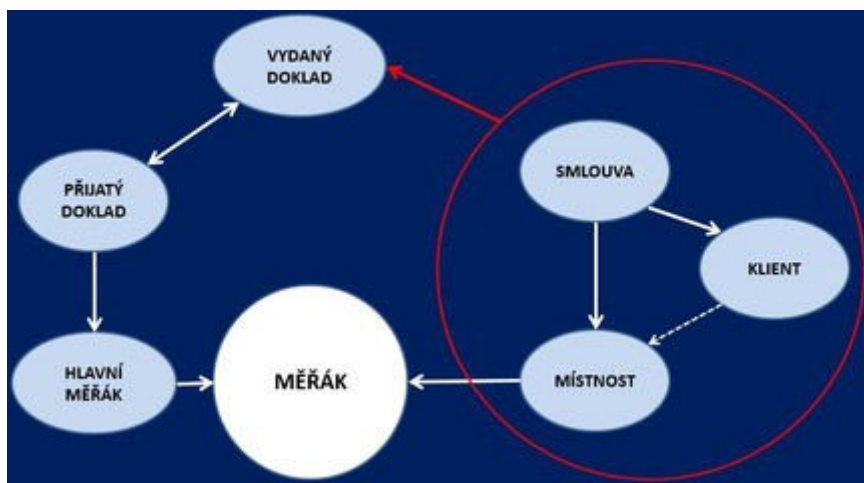 VYDANÝ
DOKLAD
SMLOUVA
PŘIJATÝ
DOKLAD
KLIENT
HLAVNÍ
MĚŘÁK
MĚŘÁK
MÍSTNOST